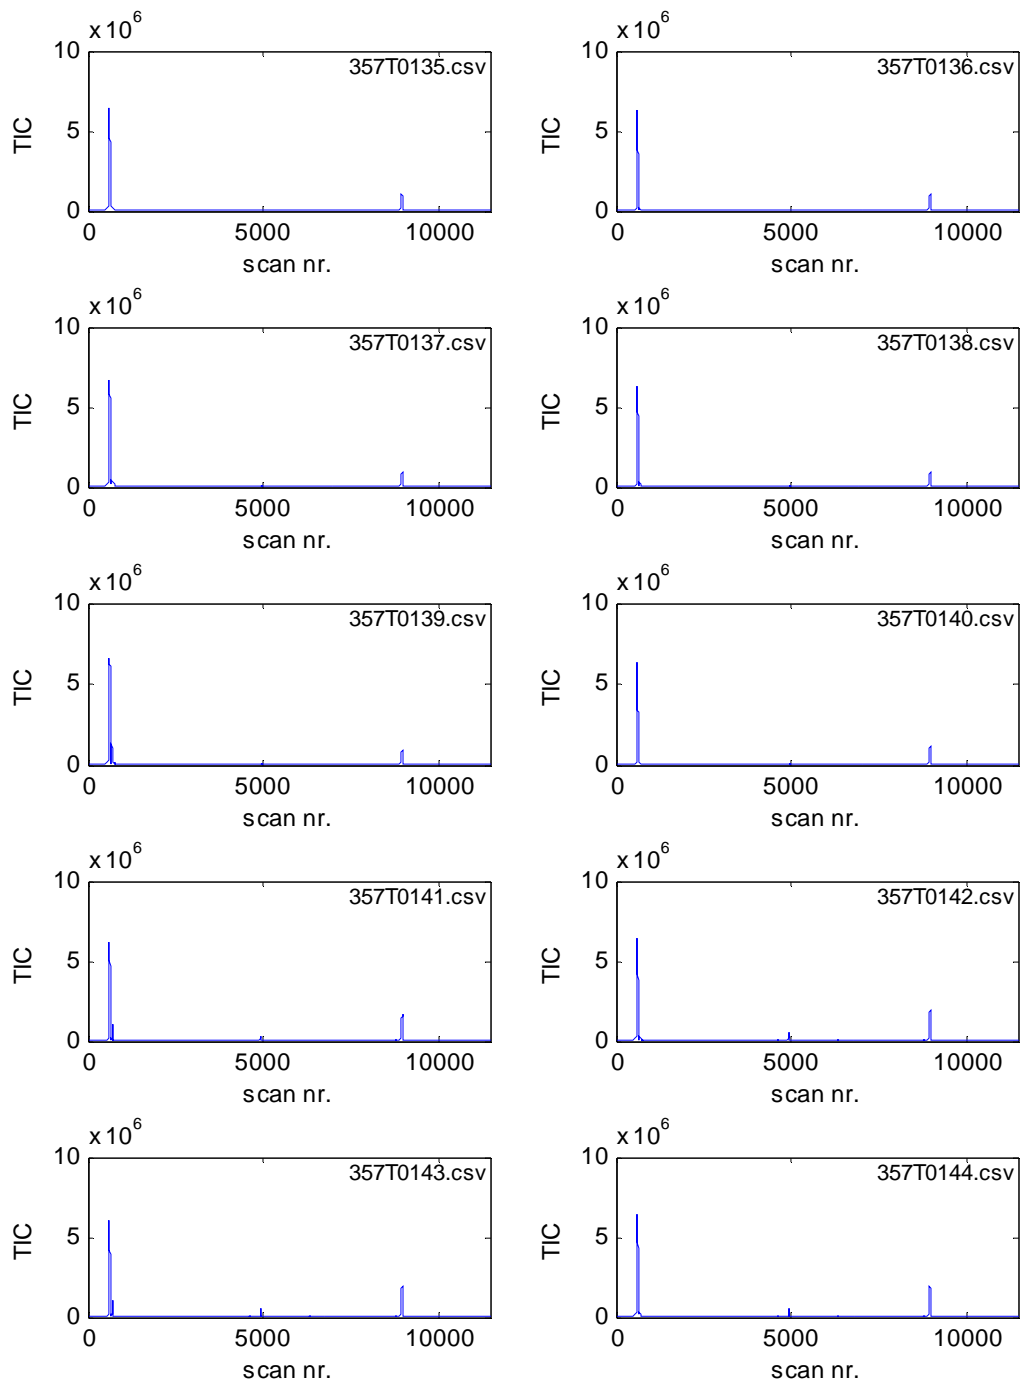 x 10^6
10
5
0
TIC
357T0135.csv
0 5000 10000
scan nr.
x 10^6
10
5
0
TIC
357T0136.csv
0 5000 10000
scan nr.
x 10^6
10
5
0
TIC
357T0137.csv
0 5000 10000
scan nr.
x 10^6
10
5
0
TIC
357T0138.csv
0 5000 10000
scan nr.
x 10^6
10
5
0
TIC
357T0139.csv
0 5000 10000
scan nr.
x 10^6
10
5
0
TIC
357T0140.csv
0 5000 10000
scan nr.
x 10^6
10
5
0
TIC
357T0141.csv
0 5000 10000
scan nr.
x 10^6
10
5
0
TIC
357T0142.csv
0 5000 10000
scan nr.
x 10^6
10
5
0
TIC
357T0143.csv
0 5000 10000
scan nr.
x 10^6
10
5
0
TIC
357T0144.csv
0 5000 10000
scan nr.